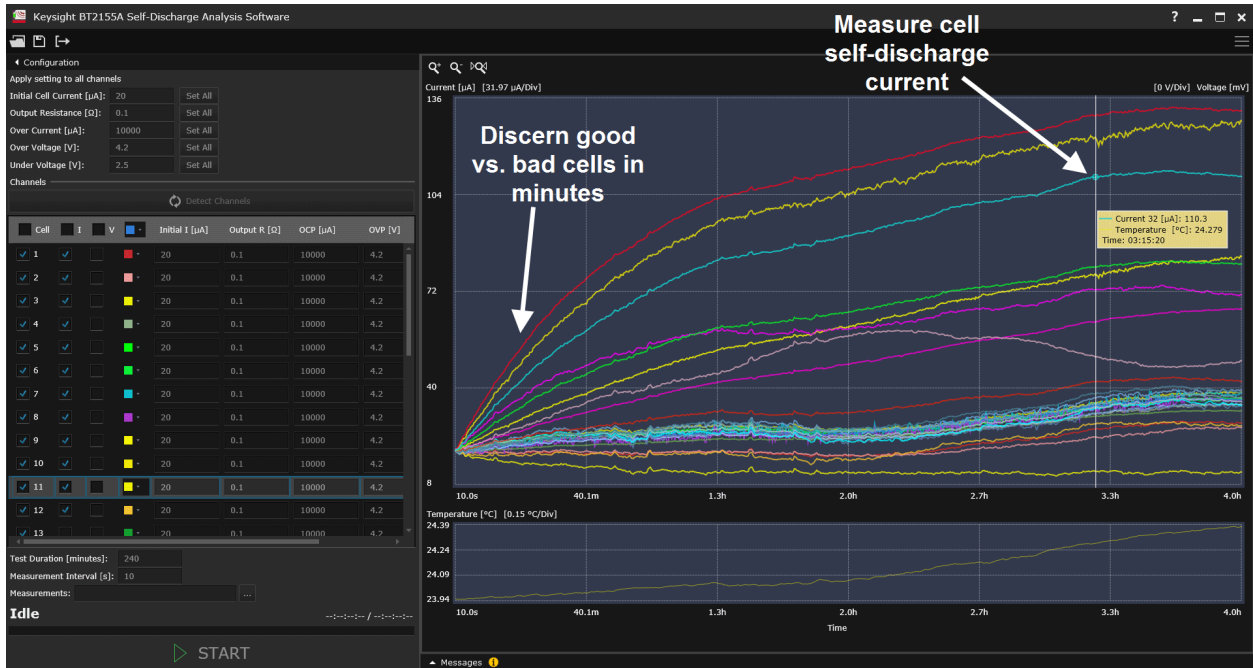 Keysight BT2155A Self-Discharge Analysis Software
?
Configuration
Apply setting to all channels
Initial Cell Current [µA]: 20 Set All
Output Resistance [Ω]: 0.1 Set All
Over Current [µA]: 10000 Set All
Over Voltage [V]: 4.2 Set All
Under Voltage [V]: 2.5 Set All
Channels
Detect Channels
Cell I V Initial I [µA] Output R [Ω] OCP [µA] OVP [V]
1 20 0.1 10000 4.2
2 20 0.1 10000 4.2
3 20 0.1 10000 4.2
4 20 0.1 10000 4.2
5 20 0.1 10000 4.2
6 20 0.1 10000 4.2
7 20 0.1 10000 4.2
8 20 0.1 10000 4.2
9 20 0.1 10000 4.2
10 20 0.1 10000 4.2
11 20 0.1 10000 4.2
12 20 0.1 10000 4.2
13 20 0.1 10000 4.2
Test Duration [minutes]: 240
Measurement Interval [s]: 10
Measurements: ...
Idle --:--:--:-- / --:--:--:--
START
Measure cell
self-discharge
current
Current [µA] [31.97 µA/Div] [0 V/Div] Voltage [mV]
136
Discern good
vs. bad cells in
minutes
104
Current 32 [µA]: 110.3
Temperature [°C]: 24.279
Time: 03:15:20
72
40
8
10.0s 40.1m 1.3h 2.0h 2.7h 3.3h 4.0h
Temperature [°C] [0.15 °C/Div]
24.39
24.24
24.09
23.94
10.0s 40.1m 1.3h 2.0h 2.7h 3.3h 4.0h
Time
Messages